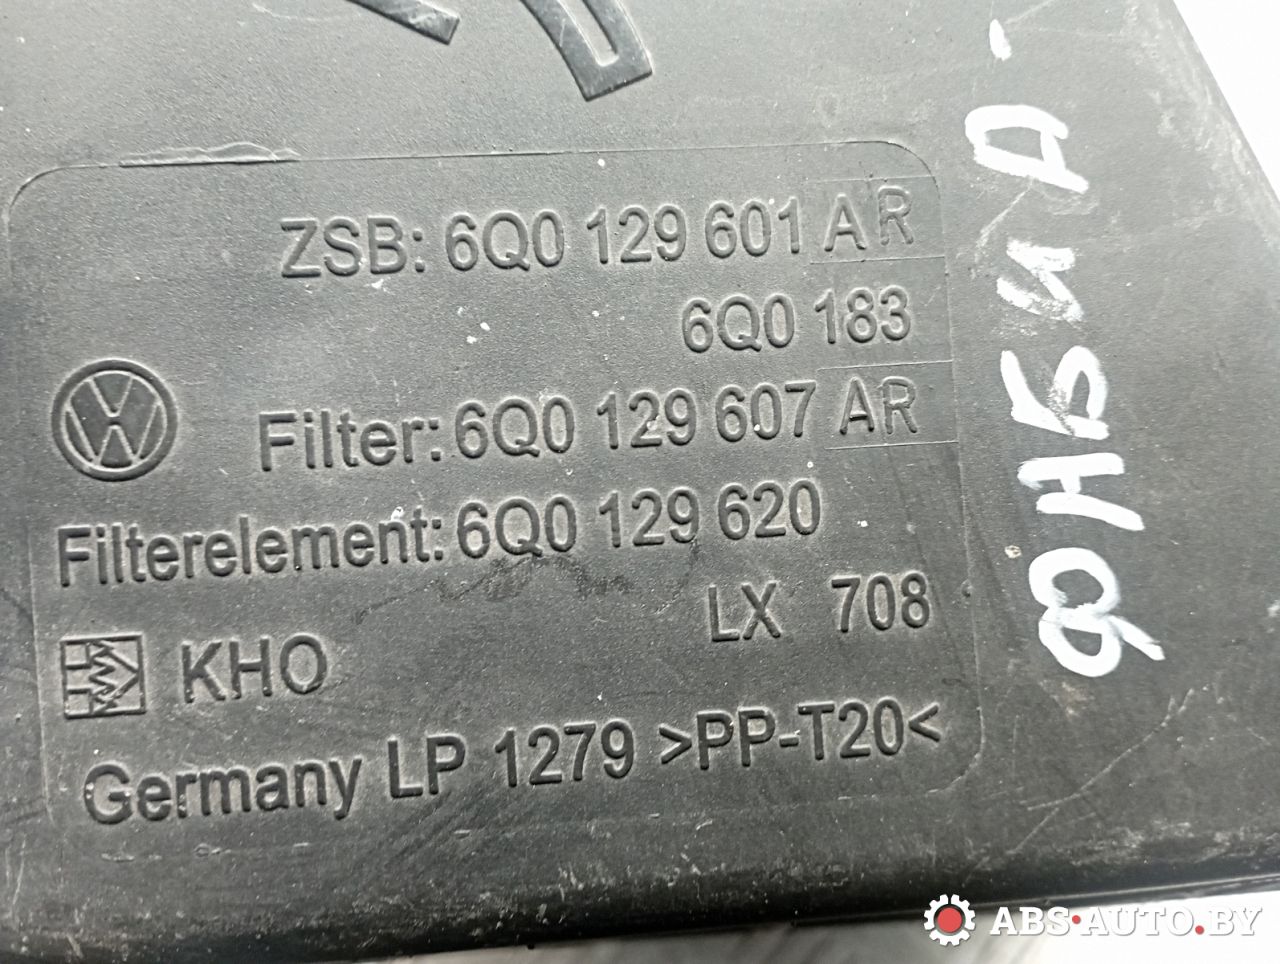 ZSB: 6Q0 129 601 AR
6Q0 183
Filter: 6Q0 129 607 AR
Filterelement: 6Q0 129 620
LX 708
KHO
Germany LP 1279 >PP-T20<
ABS-AUTO.BY